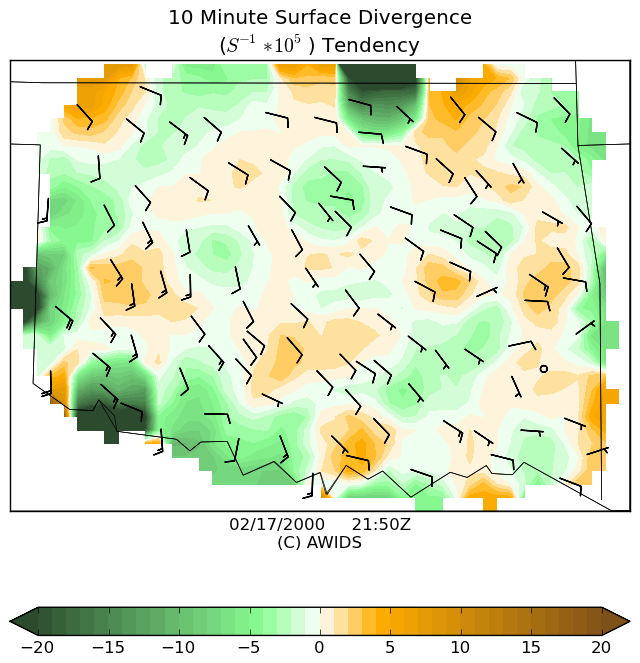 10 Minute Surface Divergence
(S⁻¹ ∗10⁵ ) Tendency
02/17/2000 21:50Z
(C) AWIDS
−20 −15 −10 −5 0 5 10 15 20